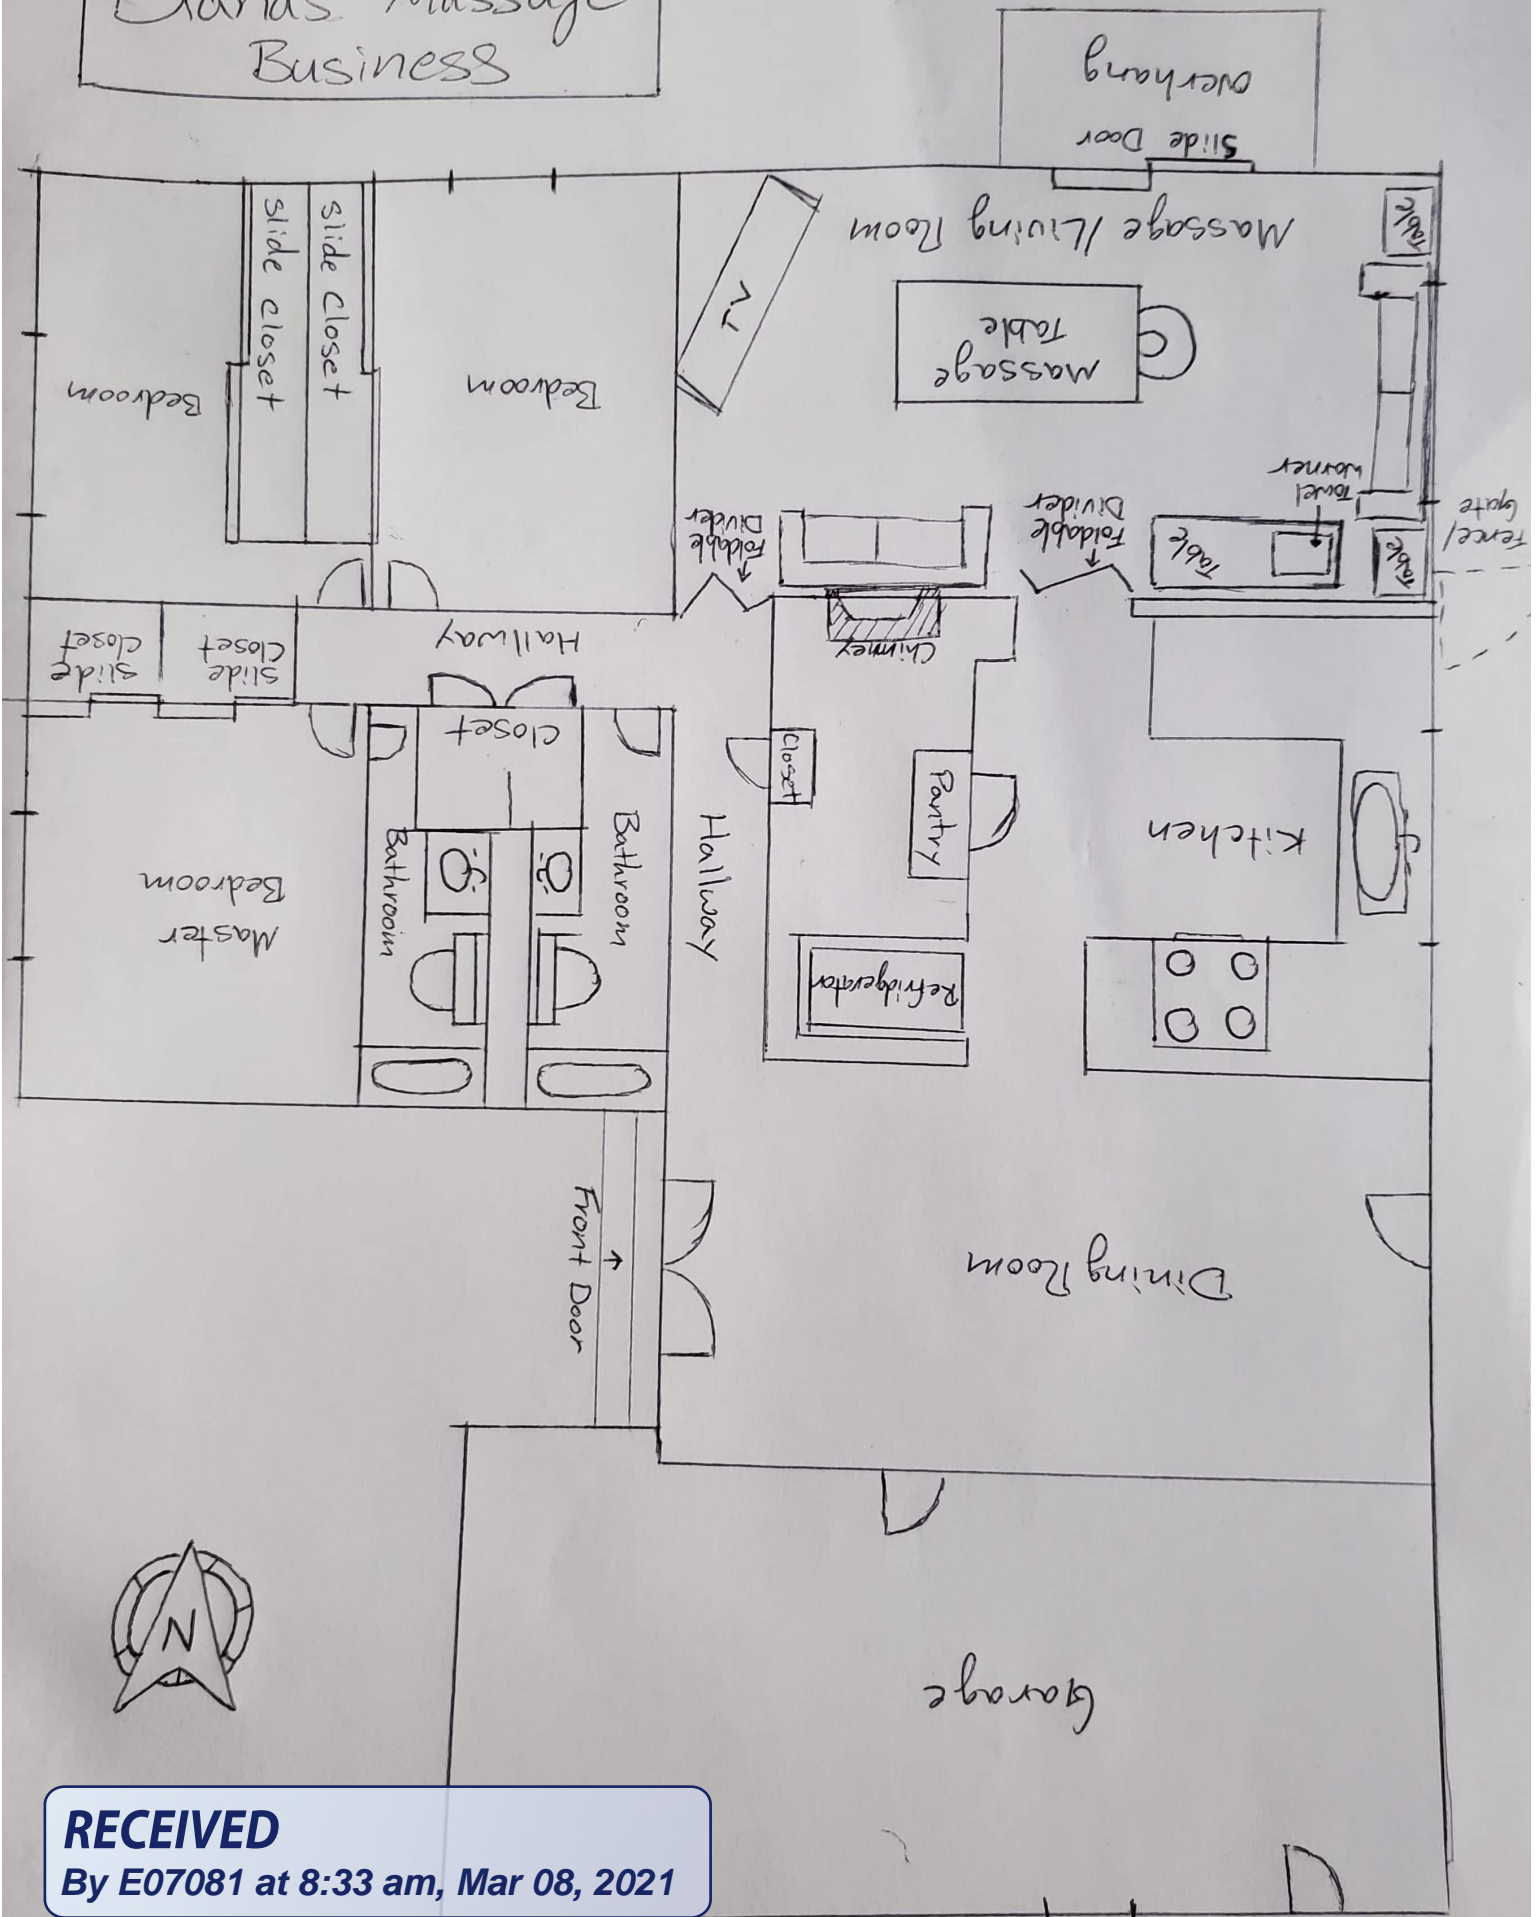 Massage
Business
overhang
Slide Door
Massage /Living Room
Table
Massage
Table
TV
Towel
Warmer
Table
Table
Fence/
Gate
Foldable
Divider
Foldable
Divider
Chimney
Bedroom
slide closet
slide closet
Bedroom
Hallway
Slide
Closet
Slide
Closet
Closet
Closet
Pantry
Kitchen
Refridgerator
Hallway
Bathroom
Bathroom
Master
Bedroom
Front Door
Dining Room
Garage
N
RECEIVED
By E07081 at 8:33 am, Mar 08, 2021